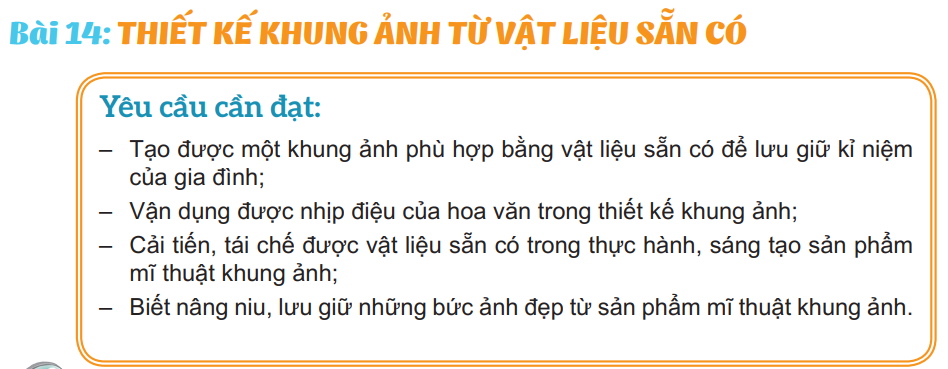 Bài 14: THIẾT KẾ KHUNG ẢNH TỪ VẬT LIỆU SẴN CÓ
Yêu cầu cần đạt:
– Tạo được một khung ảnh phù hợp bằng vật liệu sẵn có để lưu giữ kỉ niệm
của gia đình;
– Vận dụng được nhịp điệu của hoa văn trong thiết kế khung ảnh;
– Cải tiến, tái chế được vật liệu sẵn có trong thực hành, sáng tạo sản phẩm
mĩ thuật khung ảnh;
– Biết nâng niu, lưu giữ những bức ảnh đẹp từ sản phẩm mĩ thuật khung ảnh.